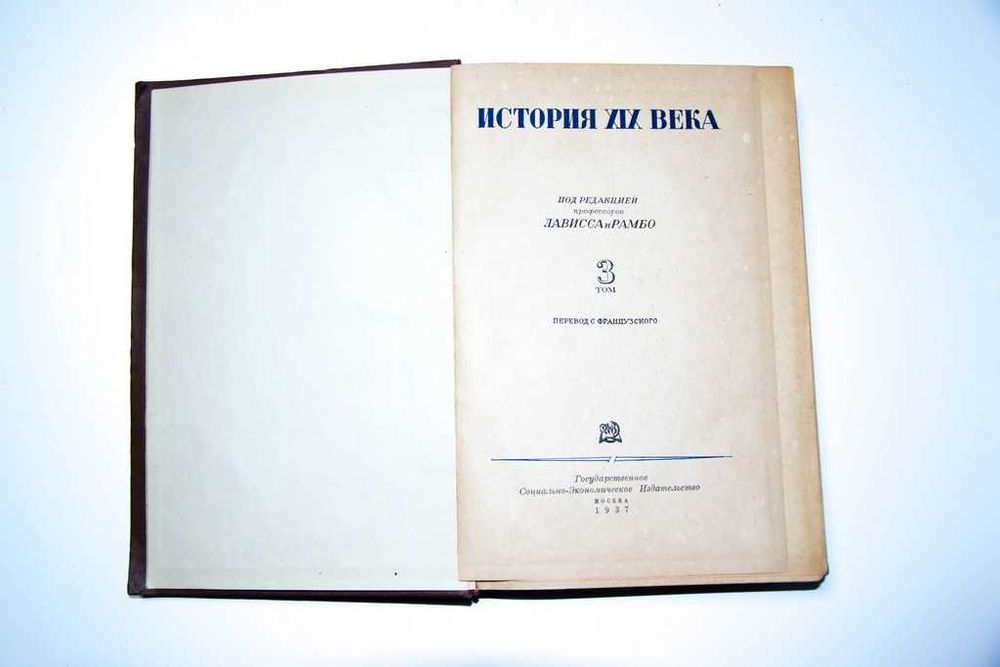 ИСТОРИЯ XIX ВЕКА
ПОД РЕДАКЦИЕЙ
профессоров
ЛАВИССА и РАМБО
3
ТОМ
ПЕРЕВОД С ФРАНЦУЗСКОГО
Государственное
Социально-Экономическое Издательство
МОСКВА
1937